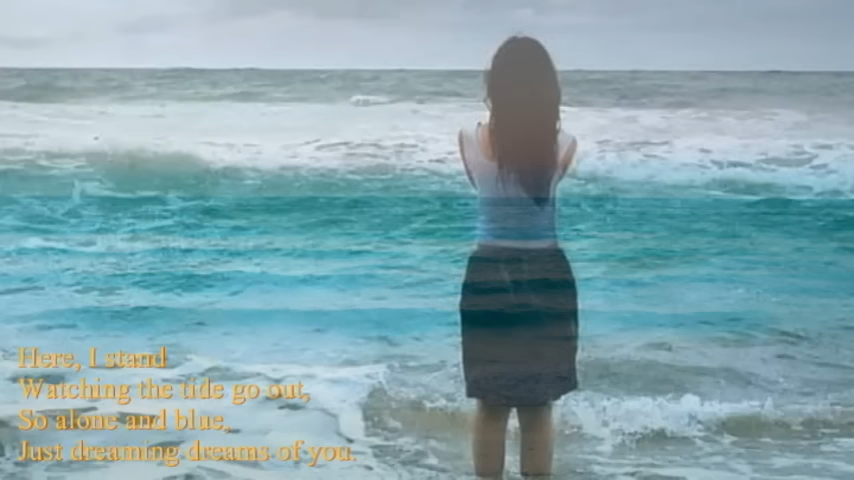 Here, I stand
Watching the tide go out,
So alone and blue,
Just dreaming dreams of you.